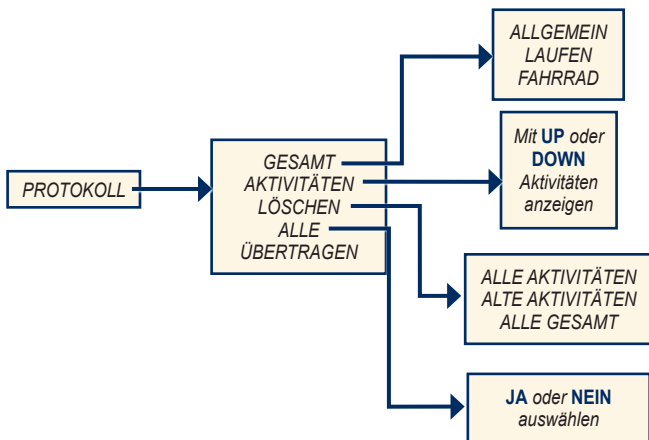 PROTOKOLL
GESAMT
AKTIVITÄTEN
LÖSCHEN
ALLE
ÜBERTRAGEN
ALLGEMEIN
LAUFEN
FAHRRAD
Mit UP oder
DOWN
Aktivitäten
anzeigen
ALLE AKTIVITÄTEN
ALTE AKTIVITÄTEN
ALLE GESAMT
JA oder NEIN
auswählen